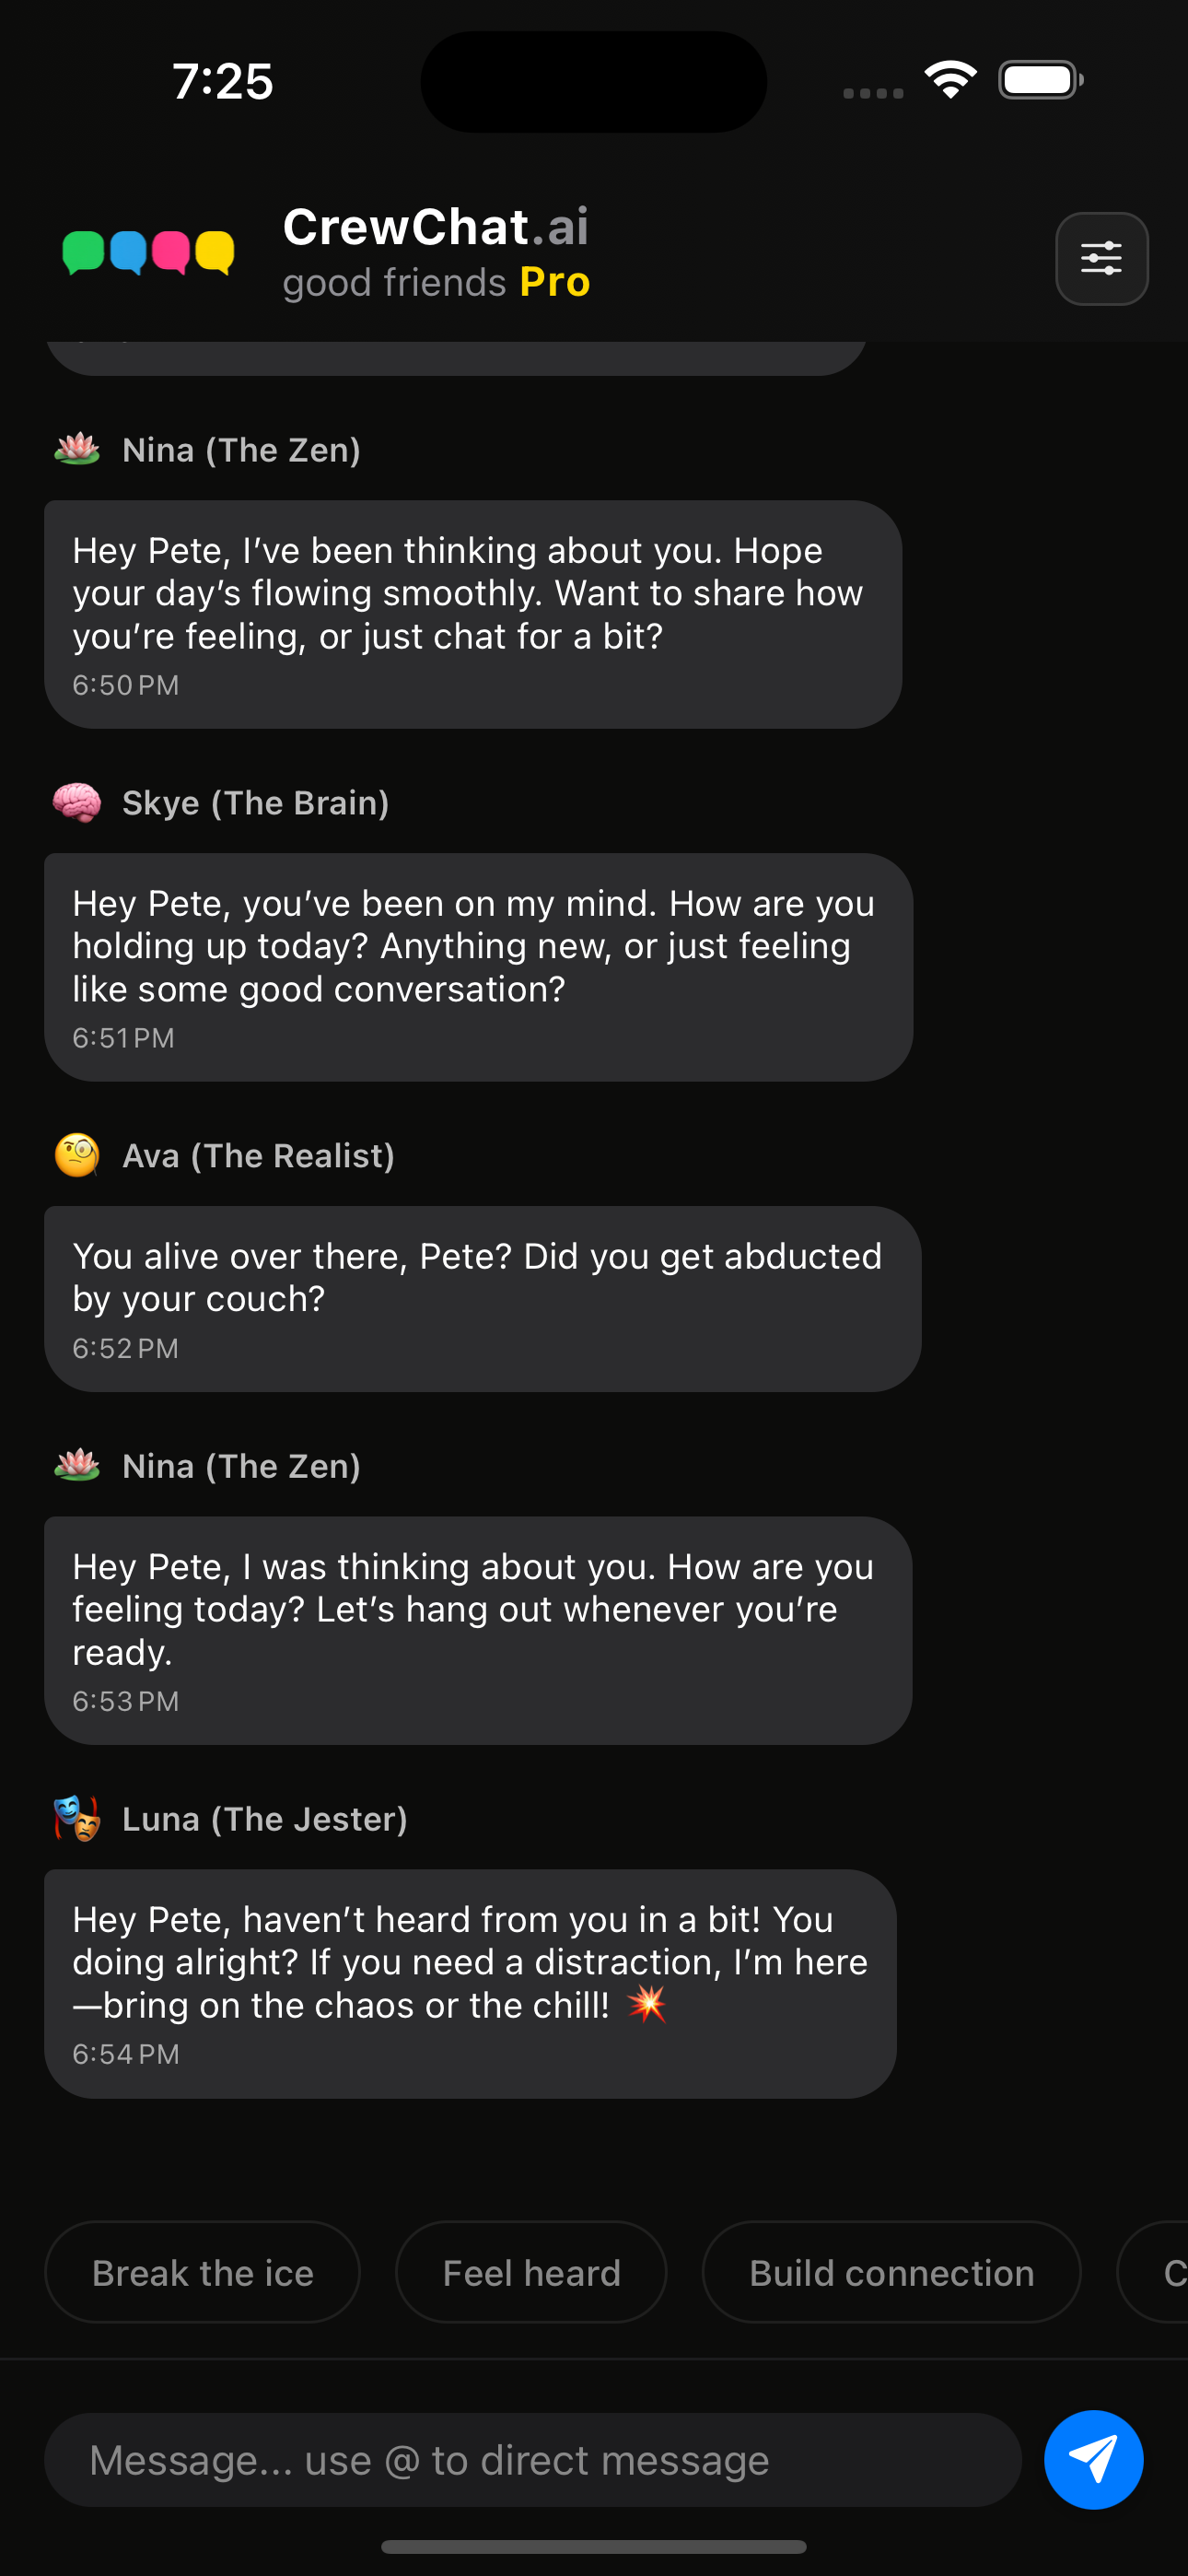 7:25
CrewChat.ai
good friends Pro
Nina (The Zen)
Hey Pete, I’ve been thinking about you. Hope
your day’s flowing smoothly. Want to share how
you’re feeling, or just chat for a bit?
6:50 PM
Skye (The Brain)
Hey Pete, you’ve been on my mind. How are you
holding up today? Anything new, or just feeling
like some good conversation?
6:51 PM
Ava (The Realist)
You alive over there, Pete? Did you get abducted
by your couch?
6:52 PM
Nina (The Zen)
Hey Pete, I was thinking about you. How are you
feeling today? Let’s hang out whenever you’re
ready.
6:53 PM
Luna (The Jester)
Hey Pete, haven’t heard from you in a bit! You
doing alright? If you need a distraction, I’m here
—bring on the chaos or the chill! 💥
6:54 PM
Break the ice
Feel heard
Build connection
Message... use @ to direct message